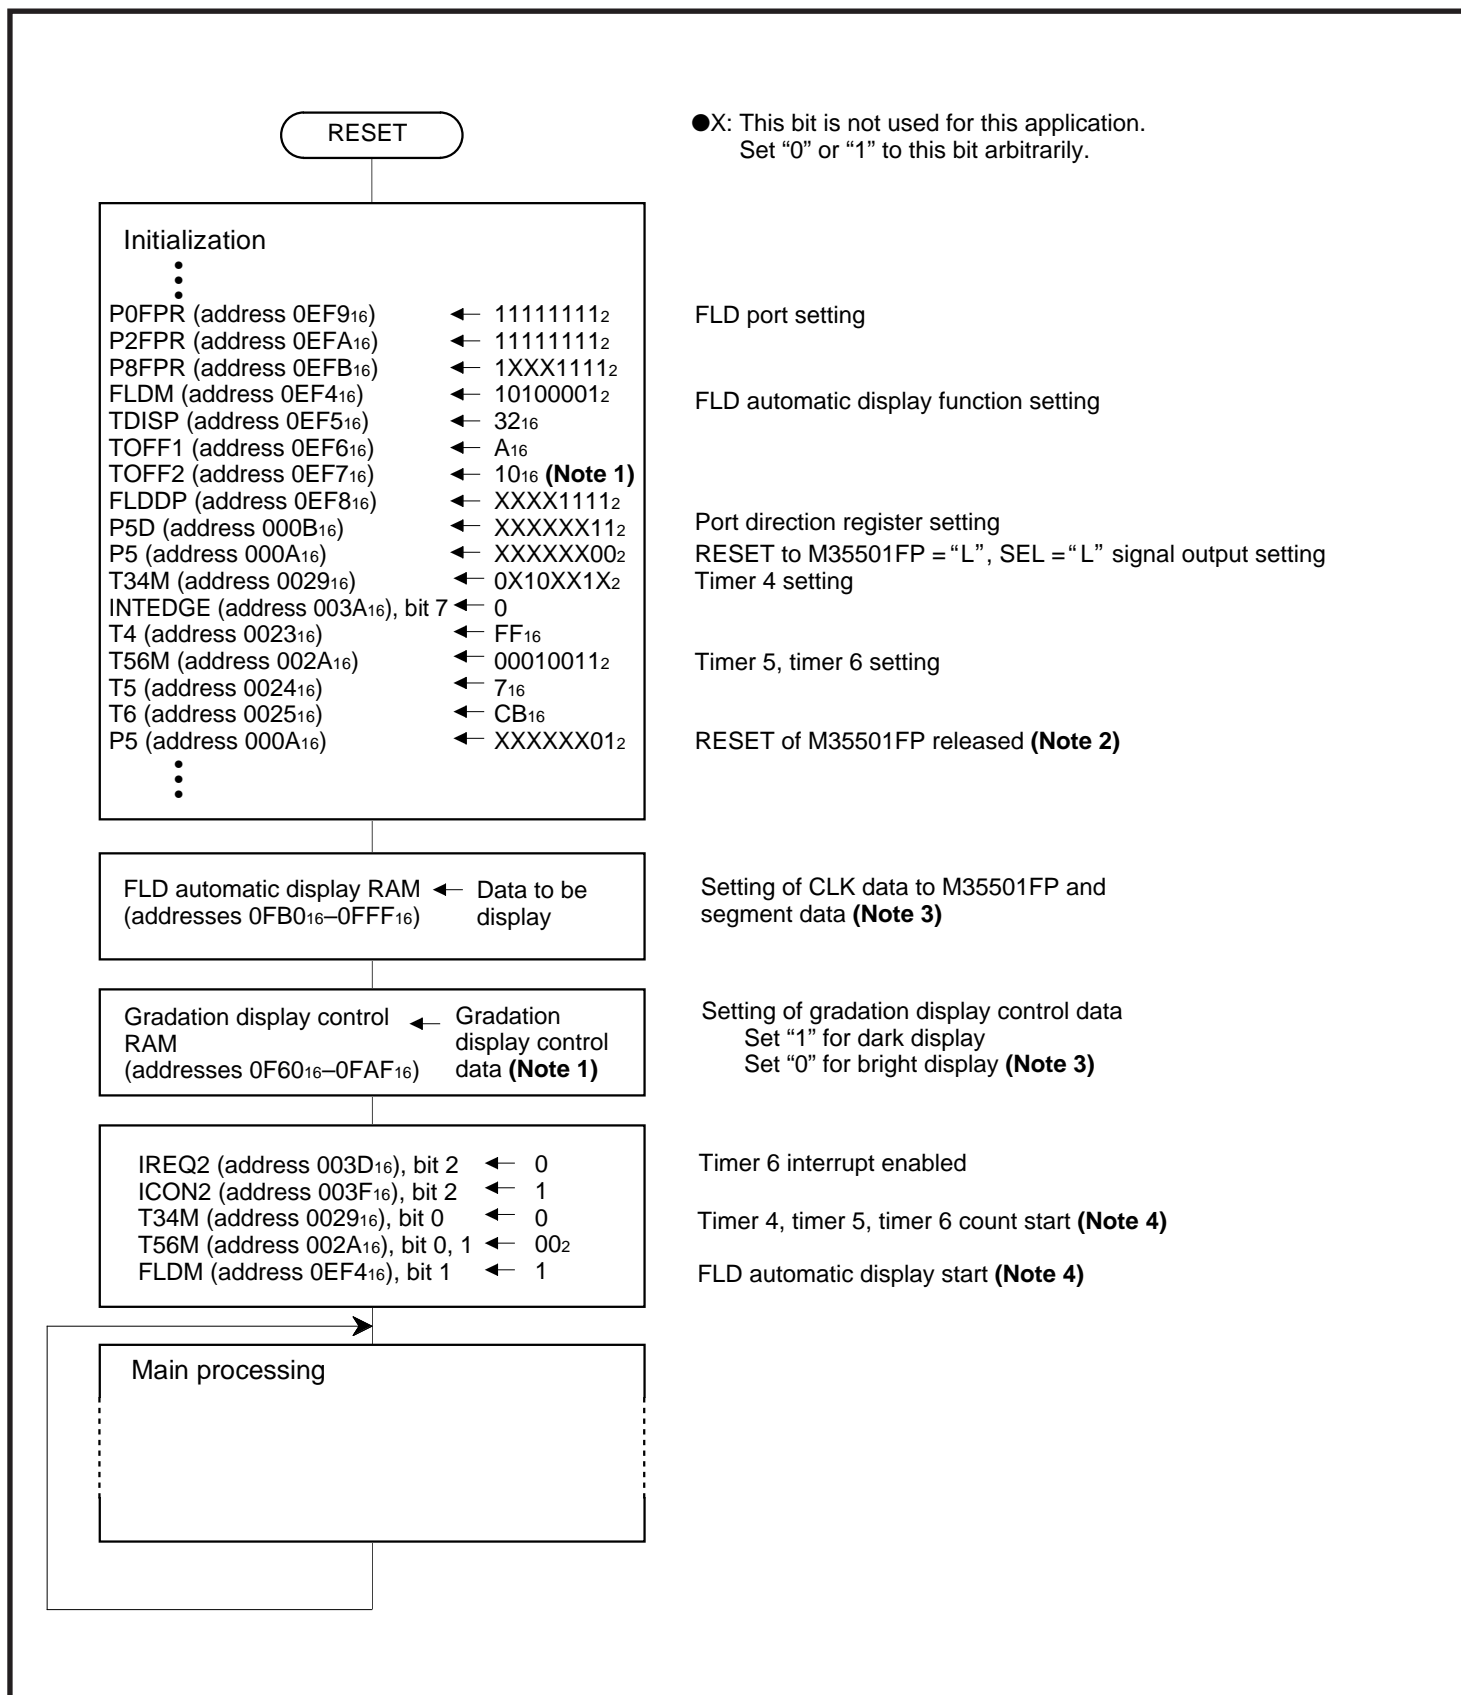 RESET
●X: This bit is not used for this application.
Set “0” or “1” to this bit arbitrarily.
Initialization
P0FPR (address 0EF916) ← 111111112 FLD port setting
P2FPR (address 0EFA16) ← 111111112
P8FPR (address 0EFB16) ← 1XXX11112
FLDM (address 0EF416) ← 101000012 FLD automatic display function setting
TDISP (address 0EF516) ← 3216
TOFF1 (address 0EF616) ← A16
TOFF2 (address 0EF716) ← 1016 (Note 1)
FLDDP (address 0EF816) ← XXXX11112
P5D (address 000B16) ← XXXXXX112 Port direction register setting
P5 (address 000A16) ← XXXXXX002 RESET to M35501FP = “L”, SEL = “L” signal output setting
T34M (address 002916) ← 0X10XX1X2 Timer 4 setting
INTEDGE (address 003A16), bit 7 ← 0
T4 (address 002316) ← FF16
T56M (address 002A16) ← 000100112 Timer 5, timer 6 setting
T5 (address 002416) ← 716
T6 (address 002516) ← CB16
P5 (address 000A16) ← XXXXXX012 RESET of M35501FP released (Note 2)
FLD automatic display RAM ← Data to be
(addresses 0FB016–0FFF16) display
Setting of CLK data to M35501FP and
segment data (Note 3)
Gradation display control ← Gradation
RAM display control
(addresses 0F6016–0FAF16) data (Note 1)
Setting of gradation display control data
Set “1” for dark display
Set “0” for bright display (Note 3)
IREQ2 (address 003D16), bit 2 ← 0 Timer 6 interrupt enabled
ICON2 (address 003F16), bit 2 ← 1
T34M (address 002916), bit 0 ← 0 Timer 4, timer 5, timer 6 count start (Note 4)
T56M (address 002A16), bit 0, 1 ← 002
FLDM (address 0EF416), bit 1 ← 1 FLD automatic display start (Note 4)
Main processing